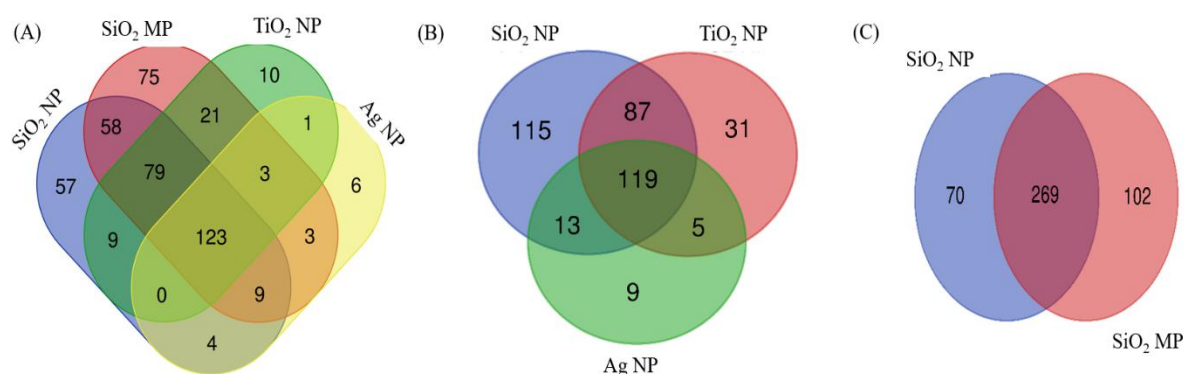 (A)
SiO₂ MP
TiO₂ NP
SiO₂ NP
Ag NP
75
10
58
21
1
57
79
3
6
9
123
3
0
9
4
(B)
SiO₂ NP
TiO₂ NP
115
87
31
119
13
5
9
Ag NP
(C)
SiO₂ NP
70
269
102
SiO₂ MP